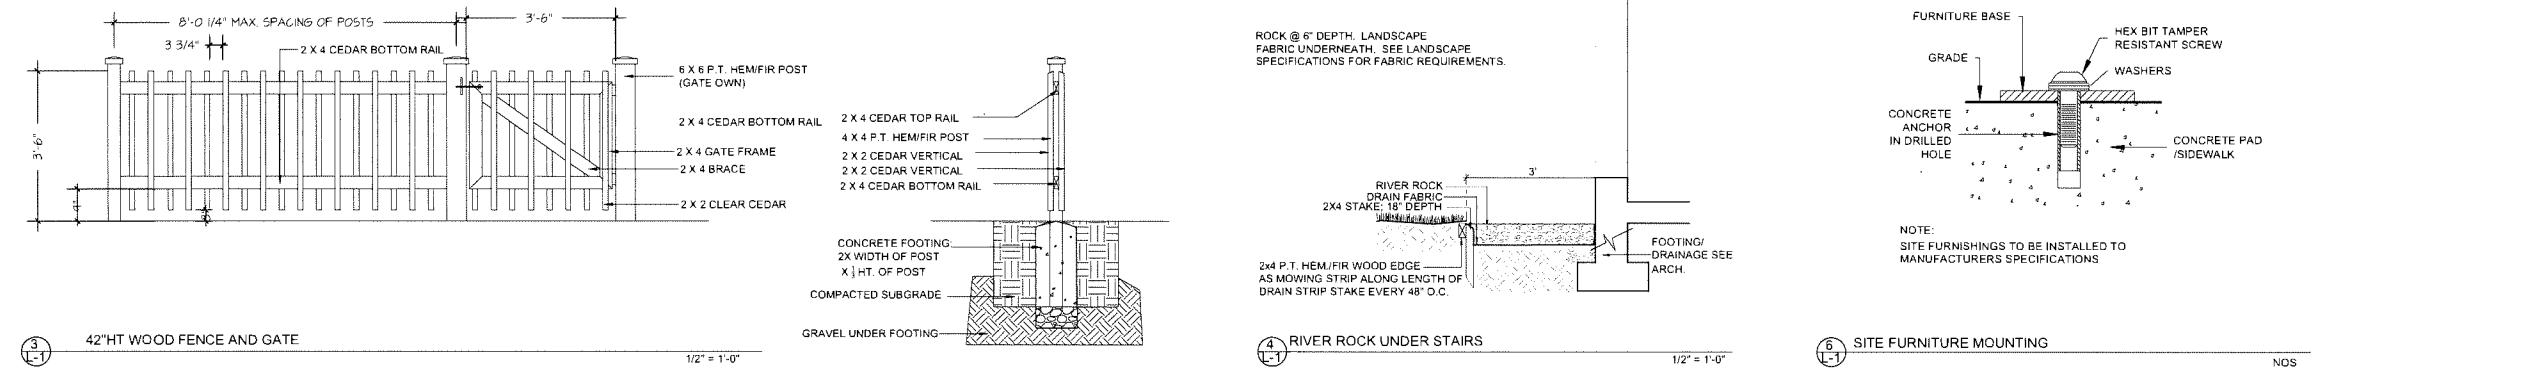 8'-0 1/4" MAX. SPACING OF POSTS
3'-6"
3 3/4"
2 X 4 CEDAR BOTTOM RAIL
6 X 6 P.T. HEM/FIR POST
(GATE OWN)
2 X 4 CEDAR BOTTOM RAIL
2 X 4 GATE FRAME
2 X 4 BRACE
2 X 2 CLEAR CEDAR
3'-6"
3
L-1
42"HT WOOD FENCE AND GATE
1/2" = 1'-0"
2 X 4 CEDAR TOP RAIL
4 X 4 P.T. HEM/FIR POST
2 X 2 CEDAR VERTICAL
2 X 2 CEDAR VERTICAL
2 X 4 CEDAR BOTTOM RAIL
CONCRETE FOOTING
2X WIDTH OF POST
HT. OF POST
COMPACTED SUBGRADE
GRAVEL UNDER FOOTING
ROCK @ 6" DEPTH. LANDSCAPE
FABRIC UNDERNEATH. SEE LANDSCAPE
SPECIFICATIONS FOR FABRIC REQUIREMENTS.
3'
RIVER ROCK
DRAIN FABRIC
2X4 STAKE; 18" DEPTH
2x4 P.T. HEM./FIR WOOD EDGE
AS MOWING STRIP ALONG LENGTH OF
DRAIN STRIP STAKE EVERY 48" O.C.
FOOTING/
DRAINAGE SEE
ARCH.
4
L-1
RIVER ROCK UNDER STAIRS
1/2" = 1'-0"
FURNITURE BASE
HEX BIT TAMPER
RESISTANT SCREW
WASHERS
GRADE
CONCRETE
ANCHOR
IN DRILLED
HOLE
CONCRETE PAD
/SIDEWALK
NOTE:
SITE FURNISHINGS TO BE INSTALLED TO
MANUFACTURERS SPECIFICATIONS
6
L-1
SITE FURNITURE MOUNTING
NOS